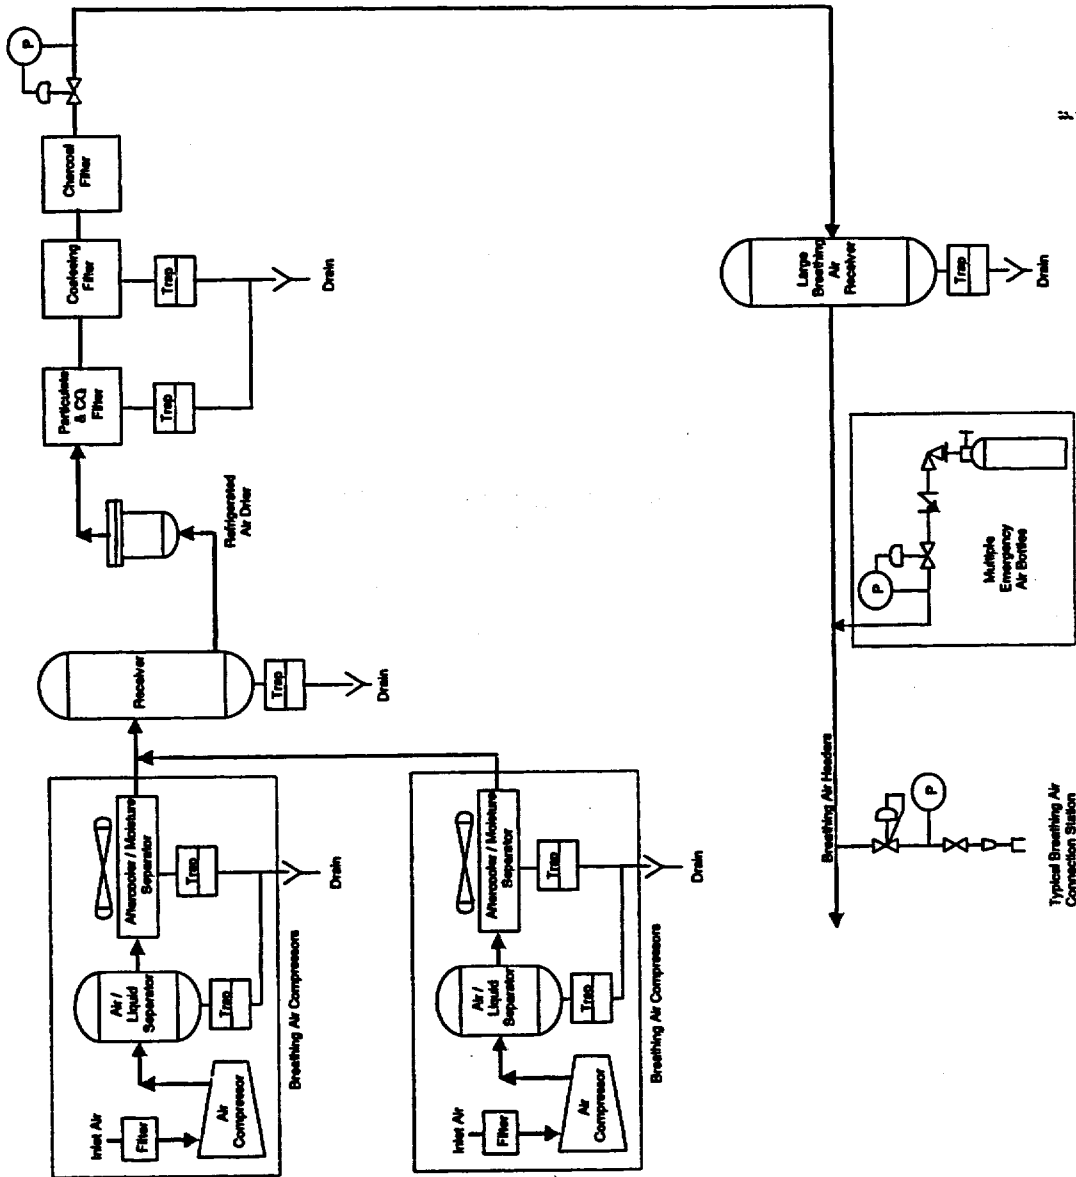 Inlet Air
Filter
Air
Compressor
Air /
Liquid
Separator
Trap
Aftercooler / Moisture
Separator
Trap
Drain
Breathing Air Compressors
Inlet Air
Filter
Air
Compressor
Air /
Liquid
Separator
Trap
Aftercooler / Moisture
Separator
Trap
Drain
Breathing Air Compressors
Receiver
Trap
Drain
Refrigerated
Air Drier
Particulate
& CO
Filter
Trap
Coalescing
Filter
Trap
Drain
Charcoal
Filter
P
Large
Breathing
Air
Receiver
Trap
Drain
P
Multiple
Emergency
Air Bottles
Breathing Air Headers
P
Typical Breathing Air
Connection Station